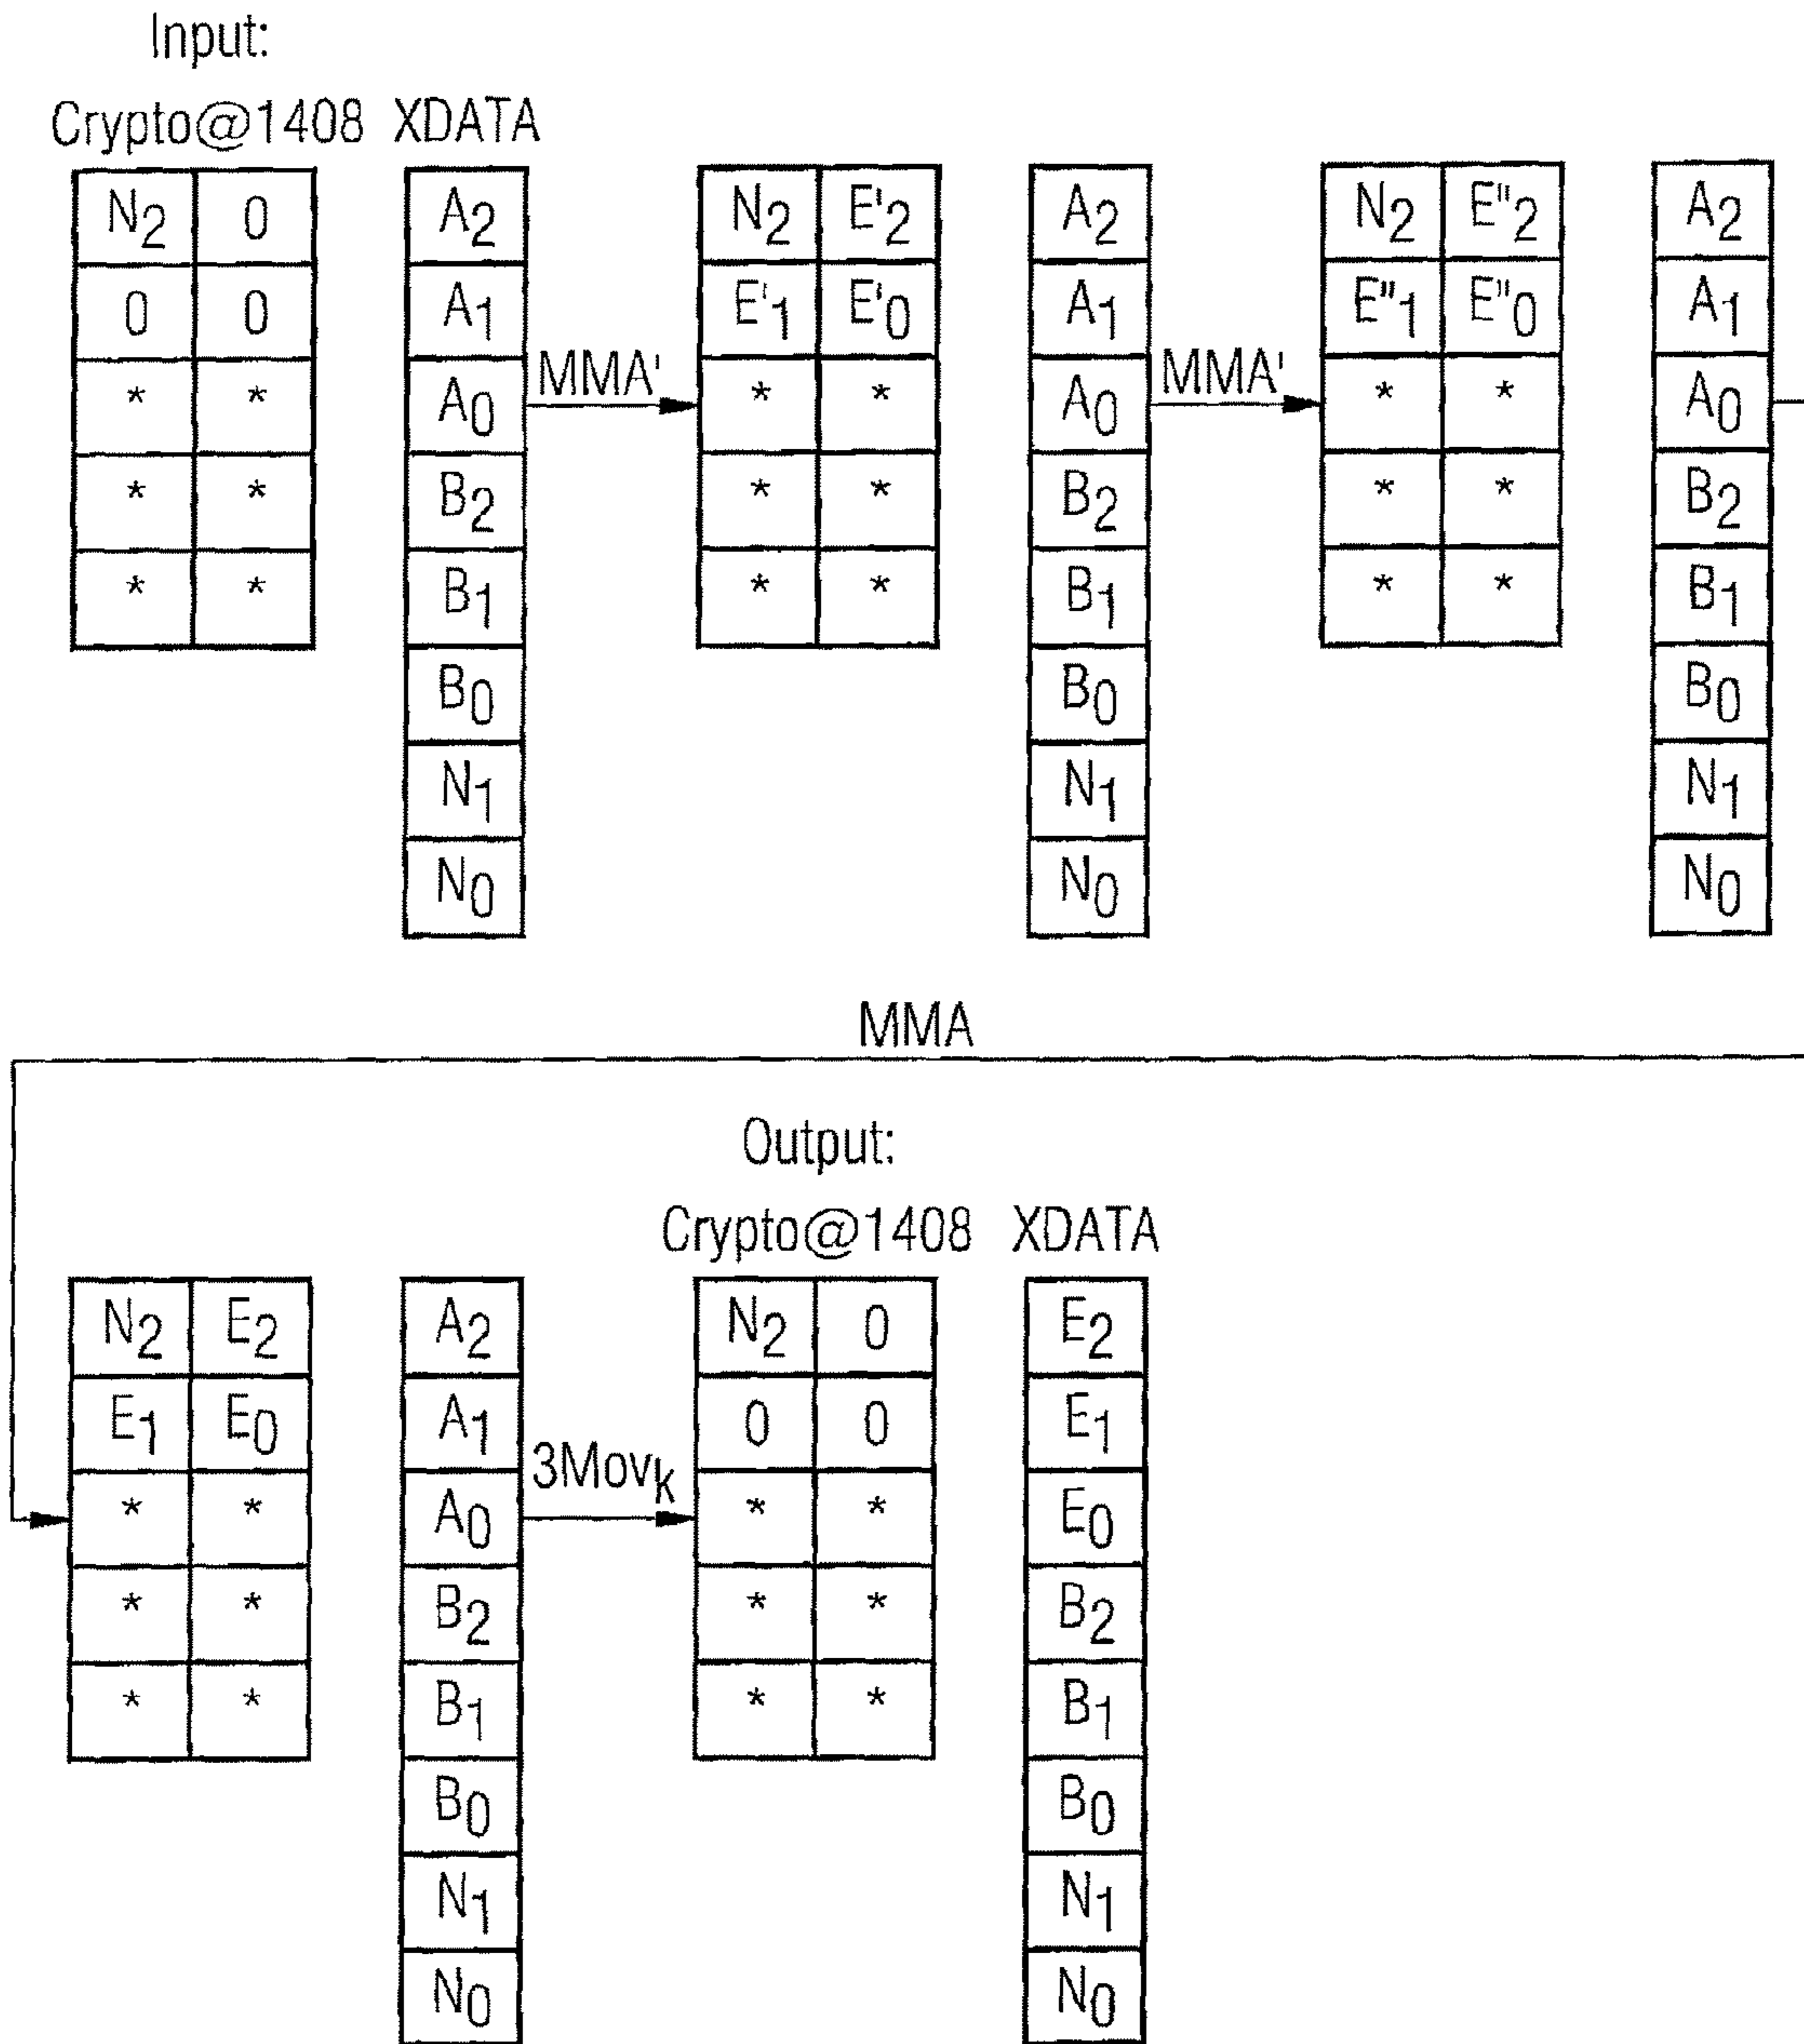 Input:
Crypto@1408 XDATA
N2 0 A2 N2 E'2 A2 N2 E"2 A2
0 0 A1 E'1 E'0 A1 E"1 E"0 A1
* * A0 MMA' * * A0 MMA' * * A0
* * B2 * * B2 * * B2
* * B1 * * B1 * * B1
B0 B0 B0
N1 N1 N1
N0 N0 N0
MMA
Output:
Crypto@1408 XDATA
N2 E2 A2 N2 0 E2
E1 E0 A1 0 0 E1
* * A0 3Movk * * E0
* * B2 * * B2
* * B1 * * B1
B0 B0
N1 N1
N0 N0